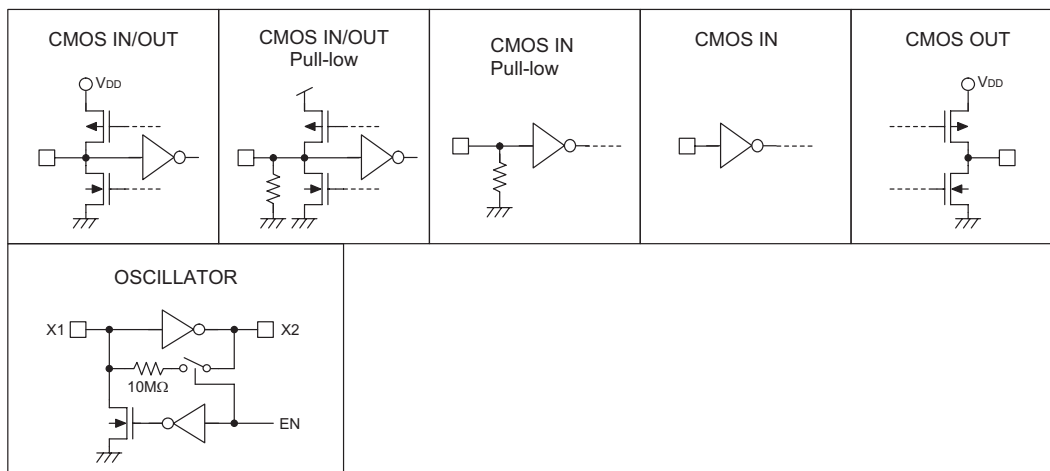 CMOS IN/OUT
VDD
CMOS IN/OUT
Pull-low
CMOS IN
Pull-low
CMOS IN
CMOS OUT
VDD
OSCILLATOR
X1
X2
10MΩ
EN